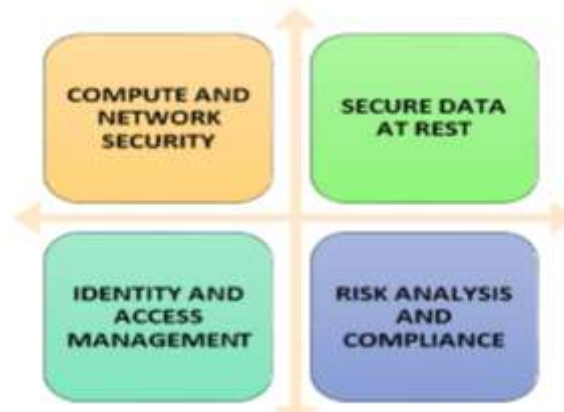 COMPUTE AND
NETWORK
SECURITY
SECURE DATA
AT REST
IDENTITY AND
ACCESS
MANAGEMENT
RISK ANALYSIS
AND
COMPLIANCE